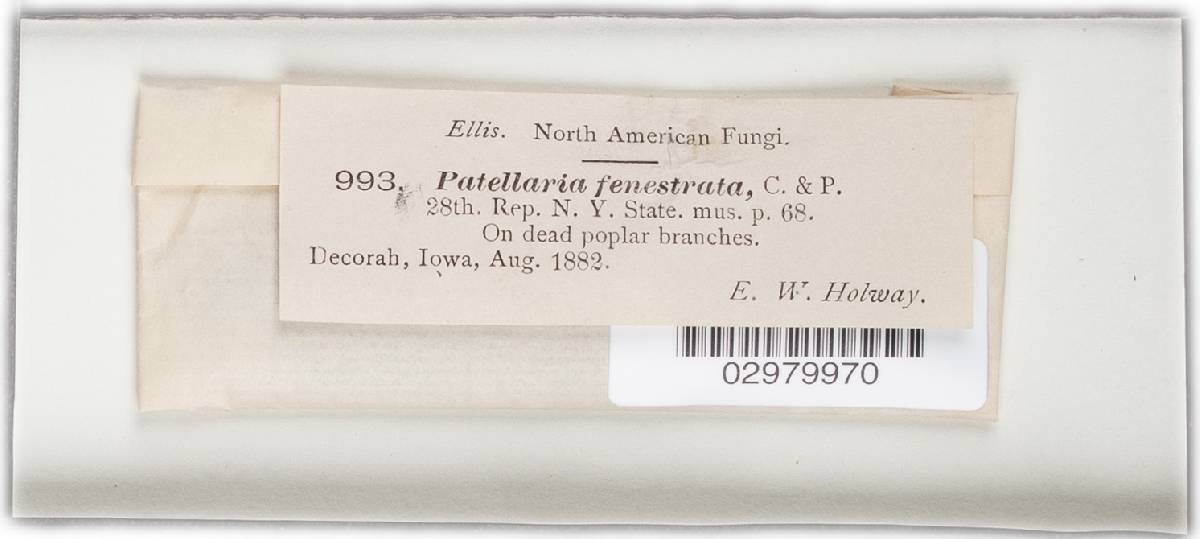 Ellis. North American Fungi.
993. Patellaria fenestrata, C. & P.
28th. Rep. N. Y. State. mus. p. 68.
On dead poplar branches.
Decorah, Iowa, Aug. 1882.
E. W. Holway.
02979970